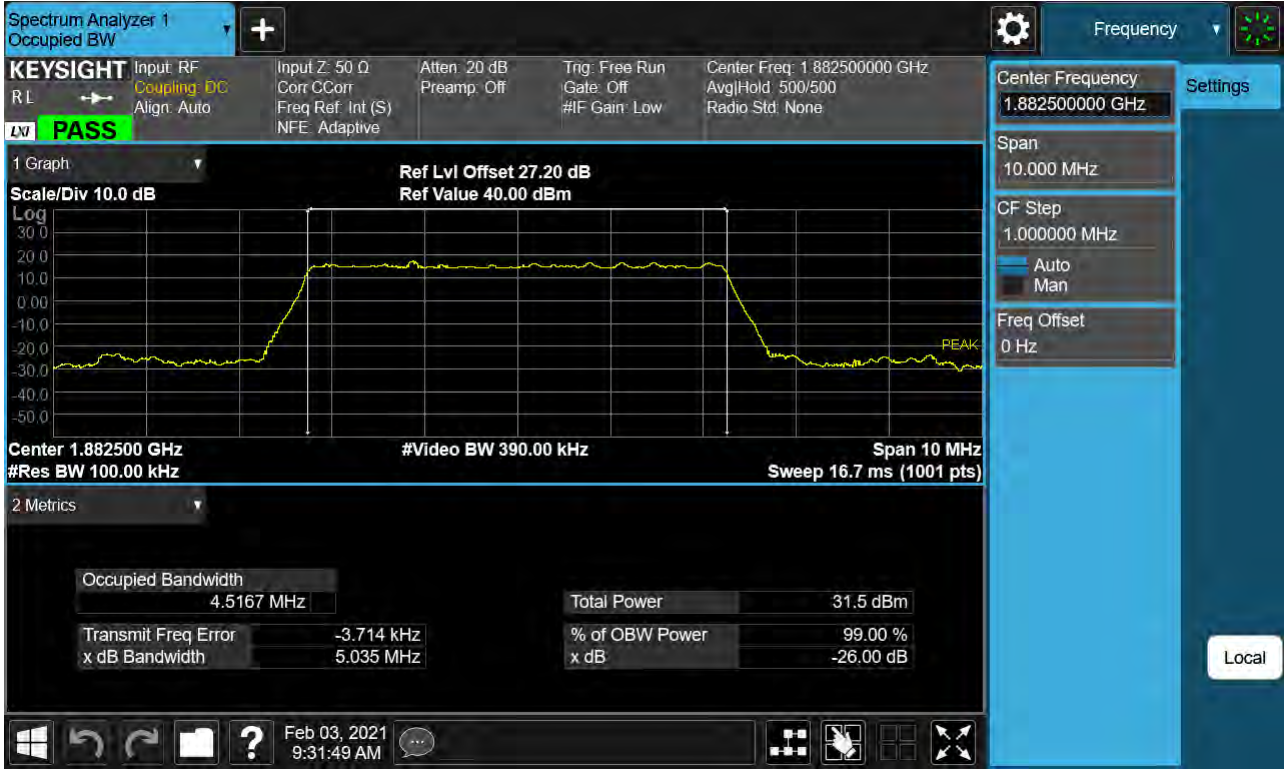 Spectrum Analyzer 1
Occupied BW
+
Frequency
KEYSIGHT
R L
LXI
PASS
Input: RF
Coupling: DC
Align: Auto
Input Z: 50 Ω
Corr CCorr
Freq Ref: Int (S)
NFE: Adaptive
Atten: 20 dB
Preamp: Off
Trig: Free Run
Gate: Off
#IF Gain: Low
Center Freq: 1.882500000 GHz
Avg|Hold: 500/500
Radio Std: None
Center Frequency
1.882500000 GHz
Settings
Span
10.000 MHz
CF Step
1.000000 MHz
Auto
Man
Freq Offset
0 Hz
Local
1 Graph
Scale/Div 10.0 dB
Ref Lvl Offset 27.20 dB
Ref Value 40.00 dBm
Log
30.0
20.0
10.0
0.00
-10.0
-20.0
-30.0
-40.0
-50.0
PEAK
Center 1.882500 GHz
#Video BW 390.00 kHz
Span 10 MHz
#Res BW 100.00 kHz
Sweep 16.7 ms (1001 pts)
2 Metrics
Occupied Bandwidth
4.5167 MHz
Total Power 31.5 dBm
Transmit Freq Error -3.714 kHz
% of OBW Power 99.00 %
x dB Bandwidth 5.035 MHz
x dB -26.00 dB
?
Feb 03, 2021
9:31:49 AM